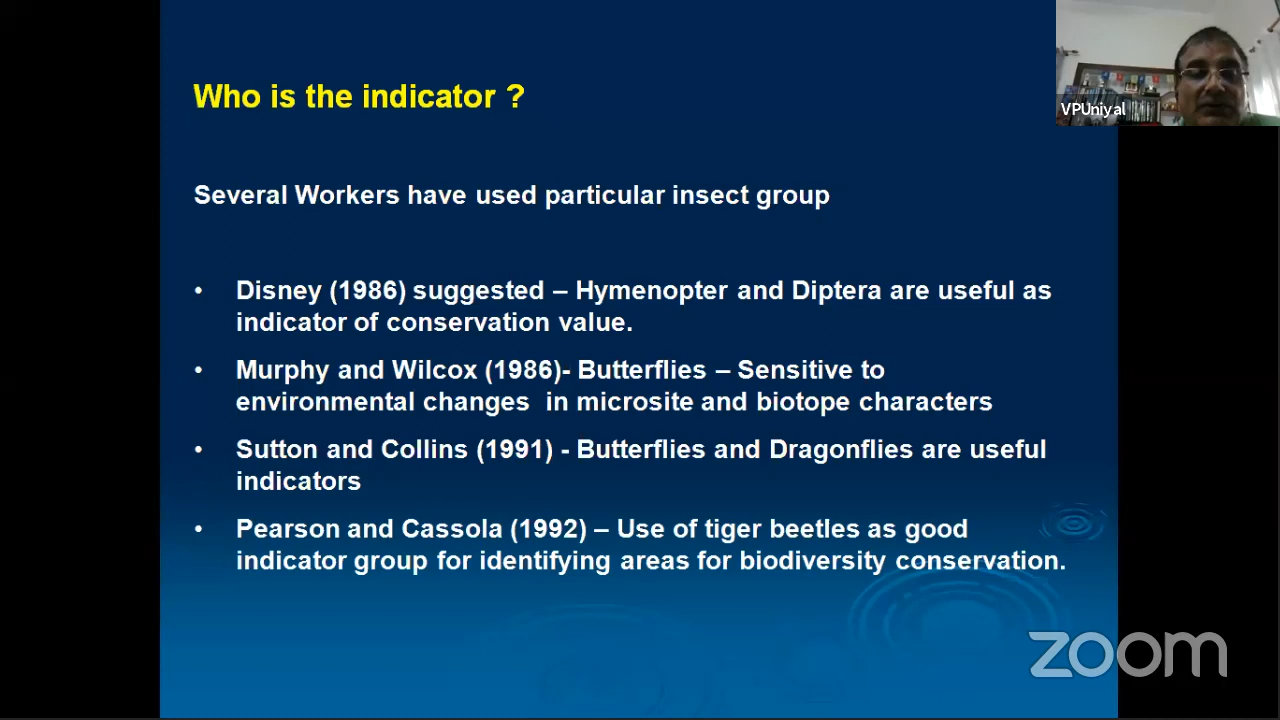 Who is the indicator ?
VPUniyal
Several Workers have used particular insect group
• Disney (1986) suggested – Hymenopter and Diptera are useful as
indicator of conservation value.
• Murphy and Wilcox (1986)- Butterflies – Sensitive to
environmental changes  in microsite and biotope characters
• Sutton and Collins (1991) - Butterflies and Dragonflies are useful
indicators
• Pearson and Cassola (1992) – Use of tiger beetles as good
indicator group for identifying areas for biodiversity conservation.
zoom